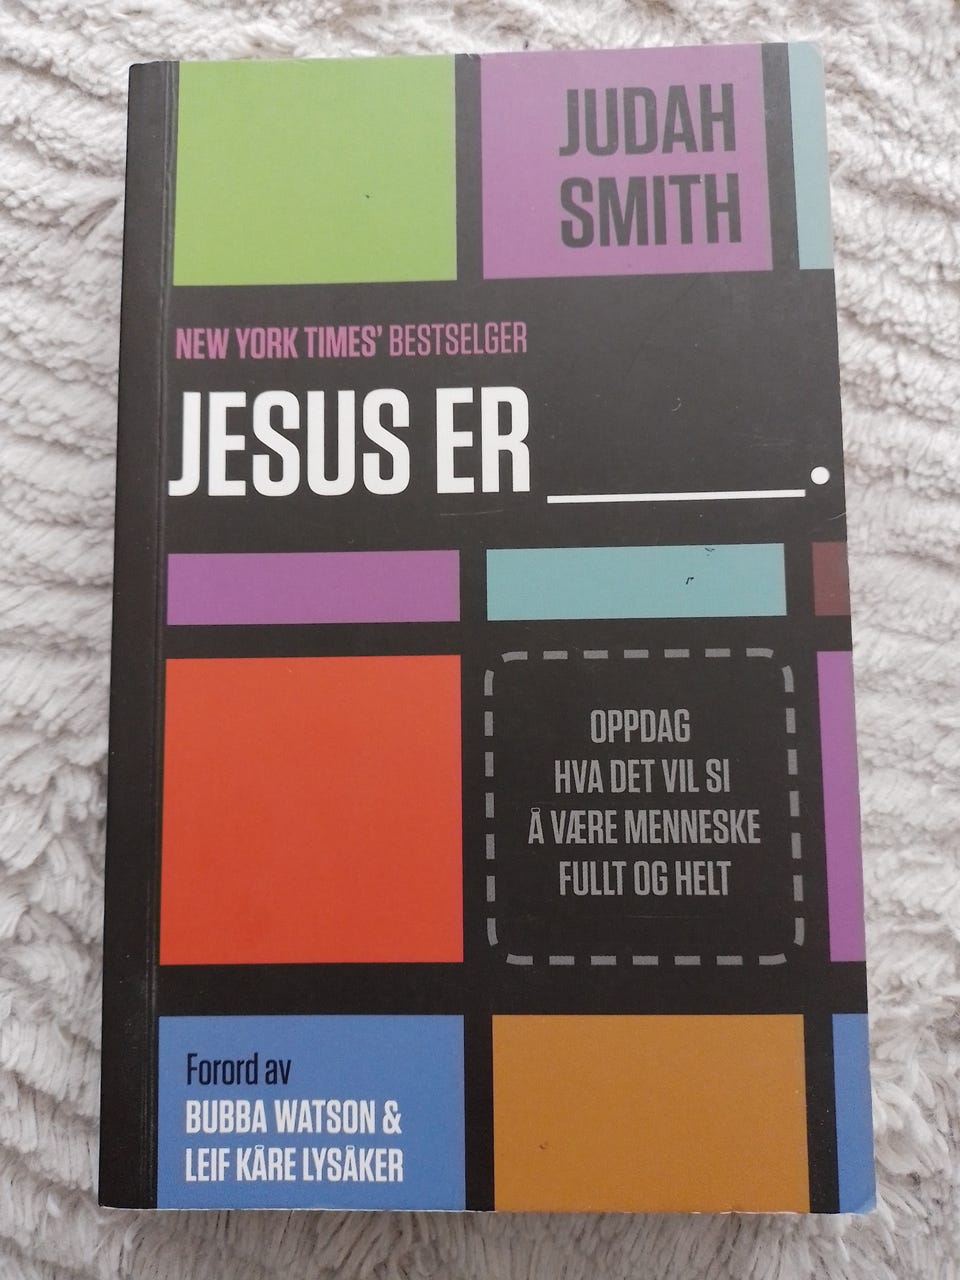 JUDAH
SMITH
NEW YORK TIMES' BESTSELGER
JESUS ER ______.
OPPDAG
HVA DET VIL SI
Å VÆRE MENNESKE
FULLT OG HELT
Forord av
BUBBA WATSON &
LEIF KÅRE LYSÅKER